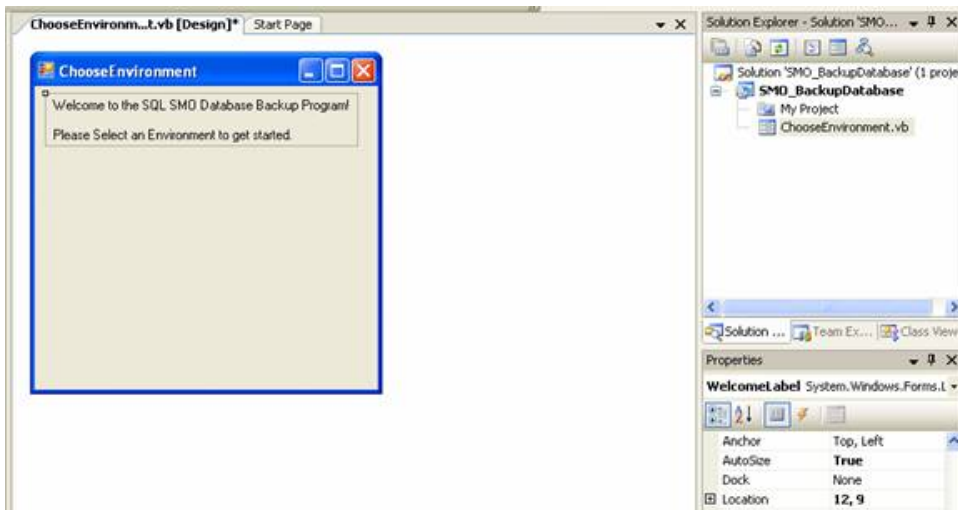 ChooseEnvironm...t.vb [Design]* Start Page
ChooseEnvironment
Welcome to the SQL SMO Database Backup Program!
Please Select an Environment to get started.
Solution Explorer - Solution 'SMO...
Solution 'SMO_BackupDatabase' (1 proje
SMO_BackupDatabase
My Project
ChooseEnvironment.vb
Solution ... Team Ex... Class View
Properties
WelcomeLabel System.Windows.Forms.L
Anchor Top, Left
AutoSize True
Dock None
Location 12, 9